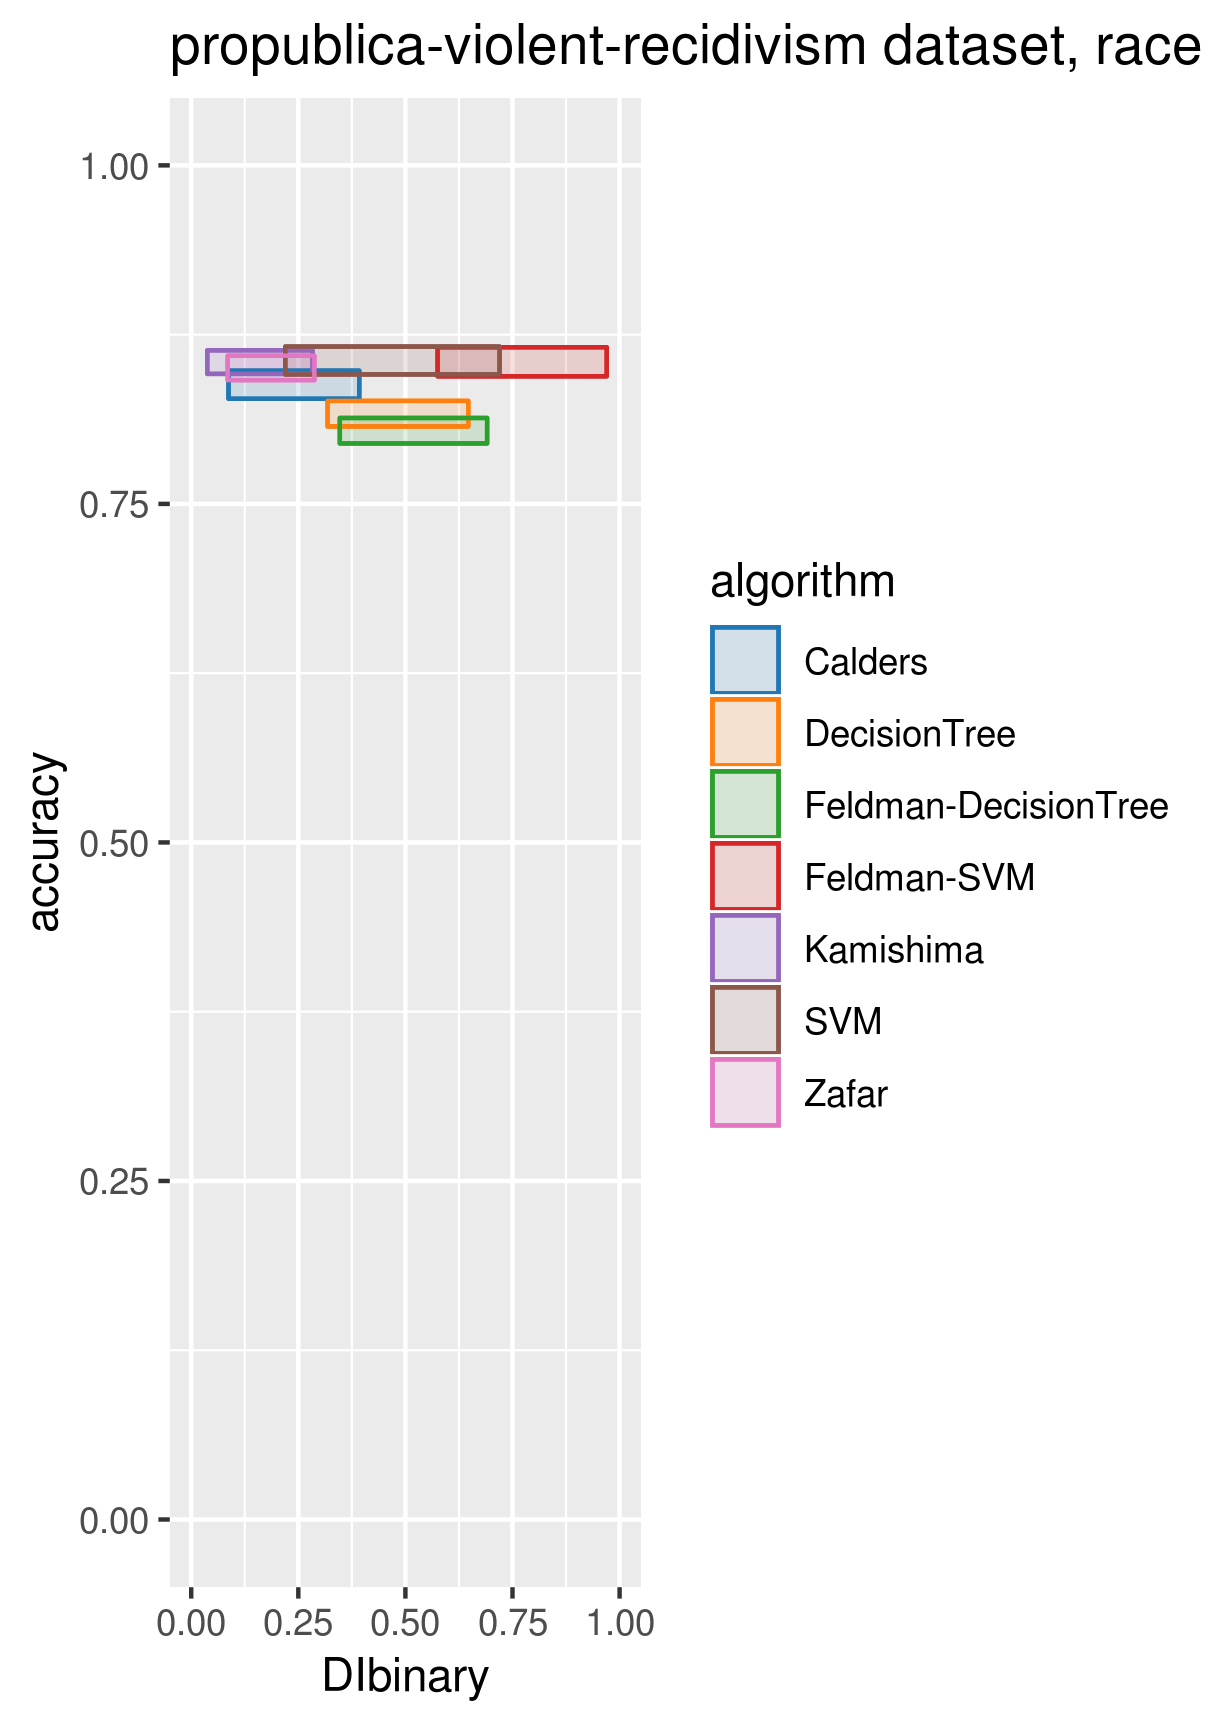 propublica-violent-recidivism dataset, race
1.00
0.75
0.50
0.25
0.00
accuracy
0.00 0.25 0.50 0.75 1.00
DIbinary
algorithm
Calders
DecisionTree
Feldman-DecisionTree
Feldman-SVM
Kamishima
SVM
Zafar